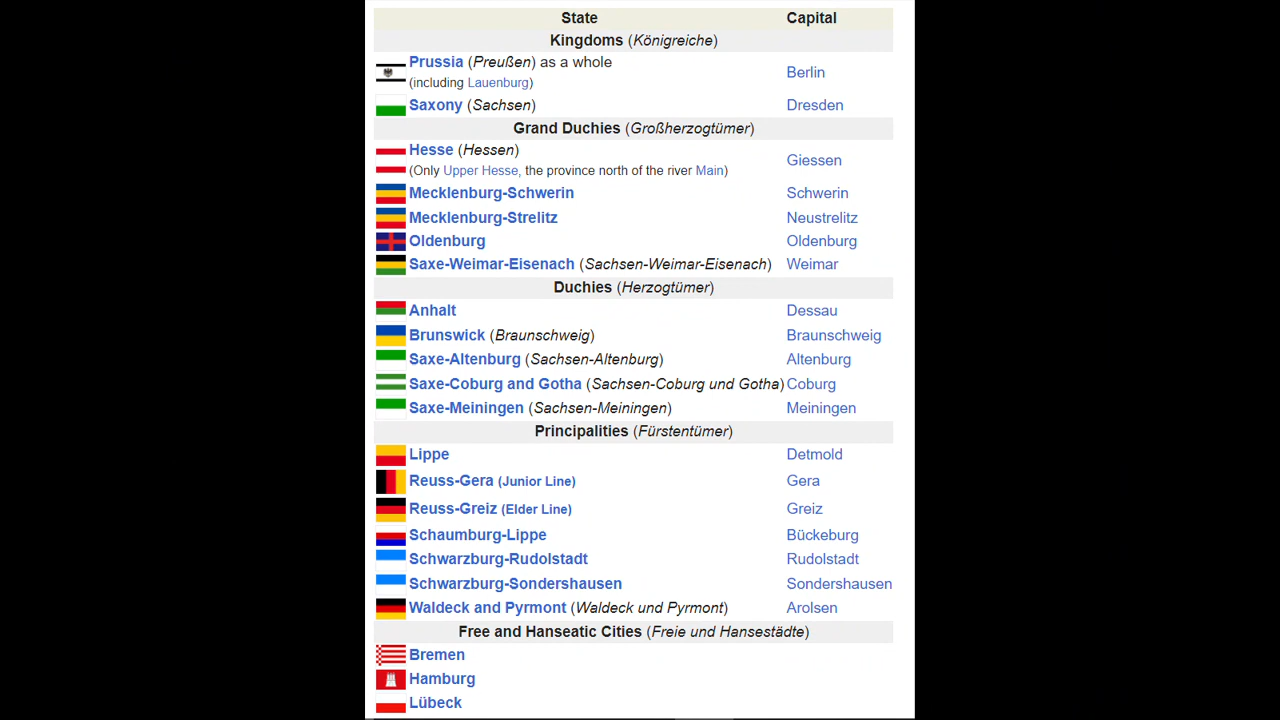 State Capital
Kingdoms (Königreiche)
Prussia (Preußen) as a whole
(including Lauenburg) Berlin
Saxony (Sachsen) Dresden
Grand Duchies (Großherzogtümer)
Hesse (Hessen)
(Only Upper Hesse, the province north of the river Main) Giessen
Mecklenburg-Schwerin Schwerin
Mecklenburg-Strelitz Neustrelitz
Oldenburg Oldenburg
Saxe-Weimar-Eisenach (Sachsen-Weimar-Eisenach) Weimar
Duchies (Herzogtümer)
Anhalt Dessau
Brunswick (Braunschweig) Braunschweig
Saxe-Altenburg (Sachsen-Altenburg) Altenburg
Saxe-Coburg and Gotha (Sachsen-Coburg und Gotha) Coburg
Saxe-Meiningen (Sachsen-Meiningen) Meiningen
Principalities (Fürstentümer)
Lippe Detmold
Reuss-Gera (Junior Line) Gera
Reuss-Greiz (Elder Line) Greiz
Schaumburg-Lippe Bückeburg
Schwarzburg-Rudolstadt Rudolstadt
Schwarzburg-Sondershausen Sondershausen
Waldeck and Pyrmont (Waldeck und Pyrmont) Arolsen
Free and Hanseatic Cities (Freie und Hansestädte)
Bremen
Hamburg
Lübeck